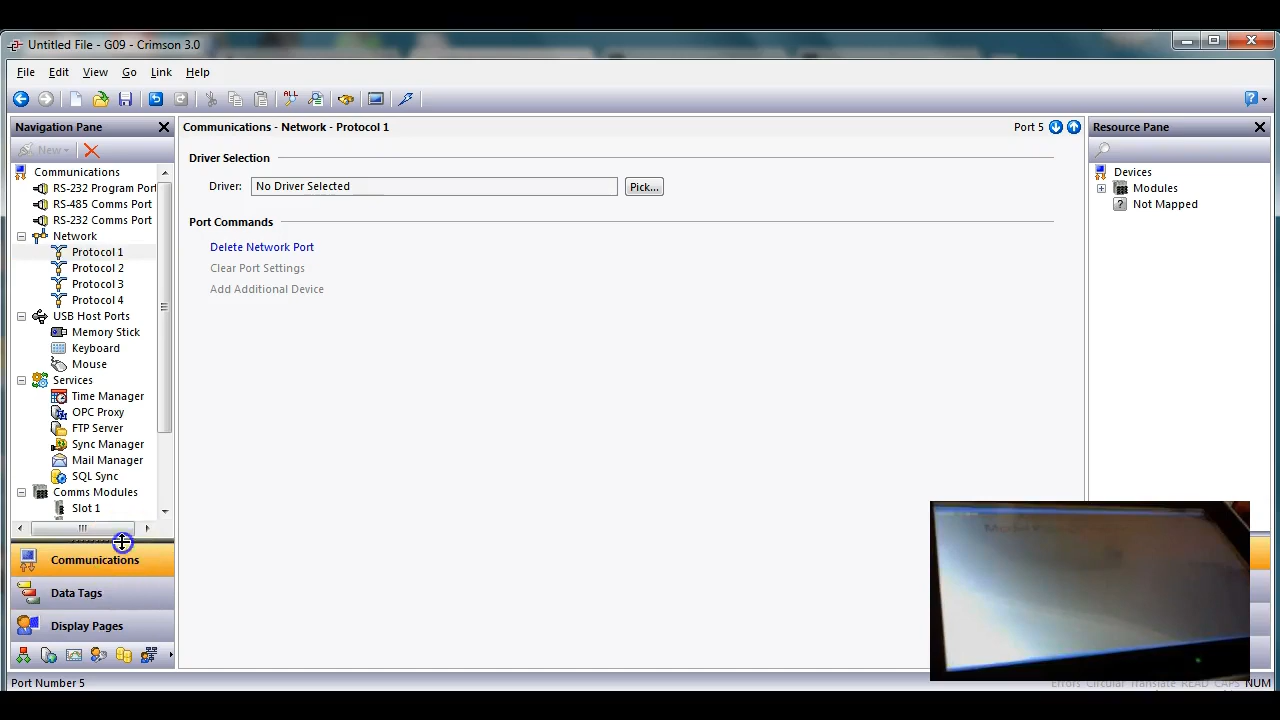 Untitled File - G09 - Crimson 3.0
File Edit View Go Link Help
Navigation Pane
Communications - Network - Protocol 1
Port 5
Resource Pane
New
Communications
RS-232 Program Port
RS-485 Comms Port
RS-232 Comms Port
Network
Protocol 1
Protocol 2
Protocol 3
Protocol 4
USB Host Ports
Memory Stick
Keyboard
Mouse
Services
Time Manager
OPC Proxy
FTP Server
Sync Manager
Mail Manager
SQL Sync
Comms Modules
Slot 1
Communications
Data Tags
Display Pages
Driver Selection
Driver: No Driver Selected Pick...
Port Commands
Delete Network Port
Clear Port Settings
Add Additional Device
Devices
Modules
Not Mapped
Port Number 5
Errors Circular Translate READ CAPS NUM